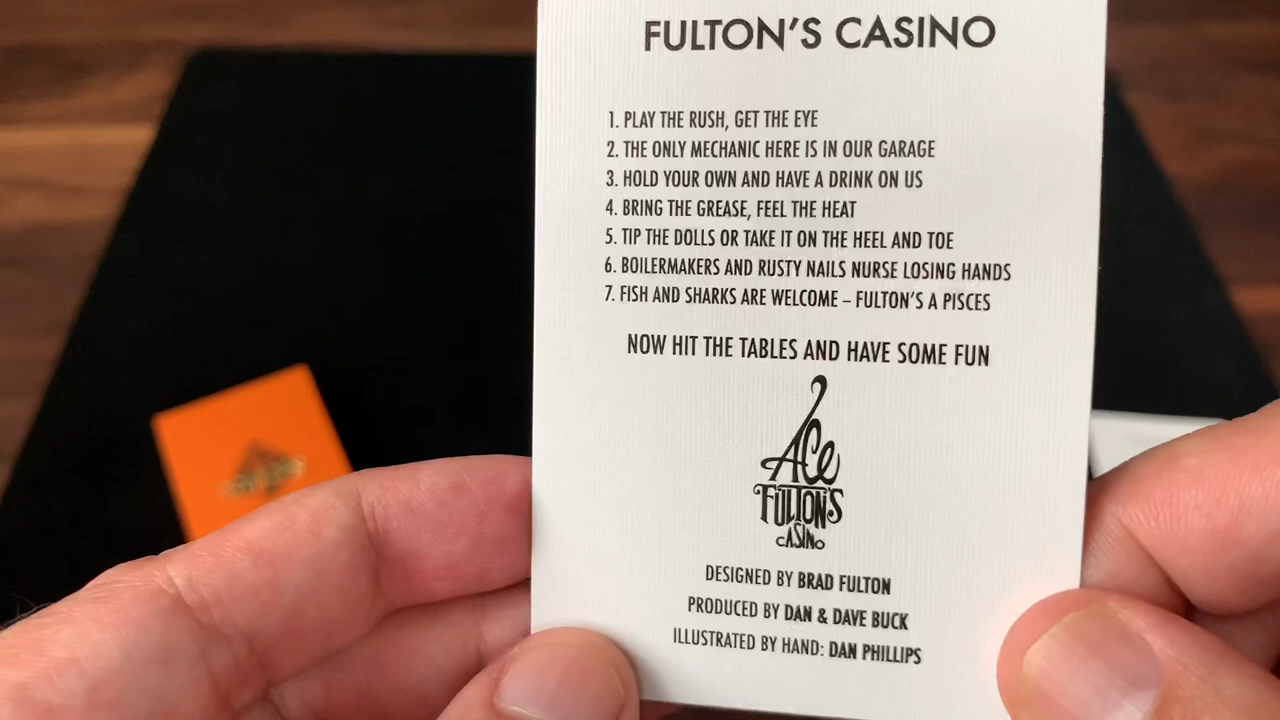 FULTON'S CASINO
1. PLAY THE RUSH, GET THE EYE
2. THE ONLY MECHANIC HERE IS IN OUR GARAGE
3. HOLD YOUR OWN AND HAVE A DRINK ON US
4. BRING THE GREASE, FEEL THE HEAT
5. TIP THE DOLLS OR TAKE IT ON THE HEEL AND TOE
6. BOILERMAKERS AND RUSTY NAILS NURSE LOSING HANDS
7. FISH AND SHARKS ARE WELCOME – FULTON'S A PISCES
NOW HIT THE TABLES AND HAVE SOME FUN
ACe
FULTON'S
CASINo
DESIGNED BY BRAD FULTON
PRODUCED BY DAN & DAVE BUCK
ILLUSTRATED BY HAND: DAN PHILLIPS